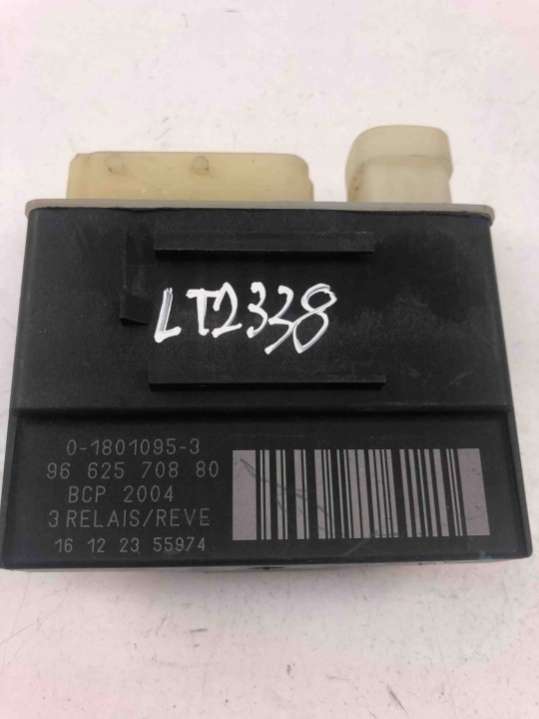 LT2338
0-1801095-3
96 625 708 80
BCP 2004
3 RELAIS/REVE
16 12 23 55974